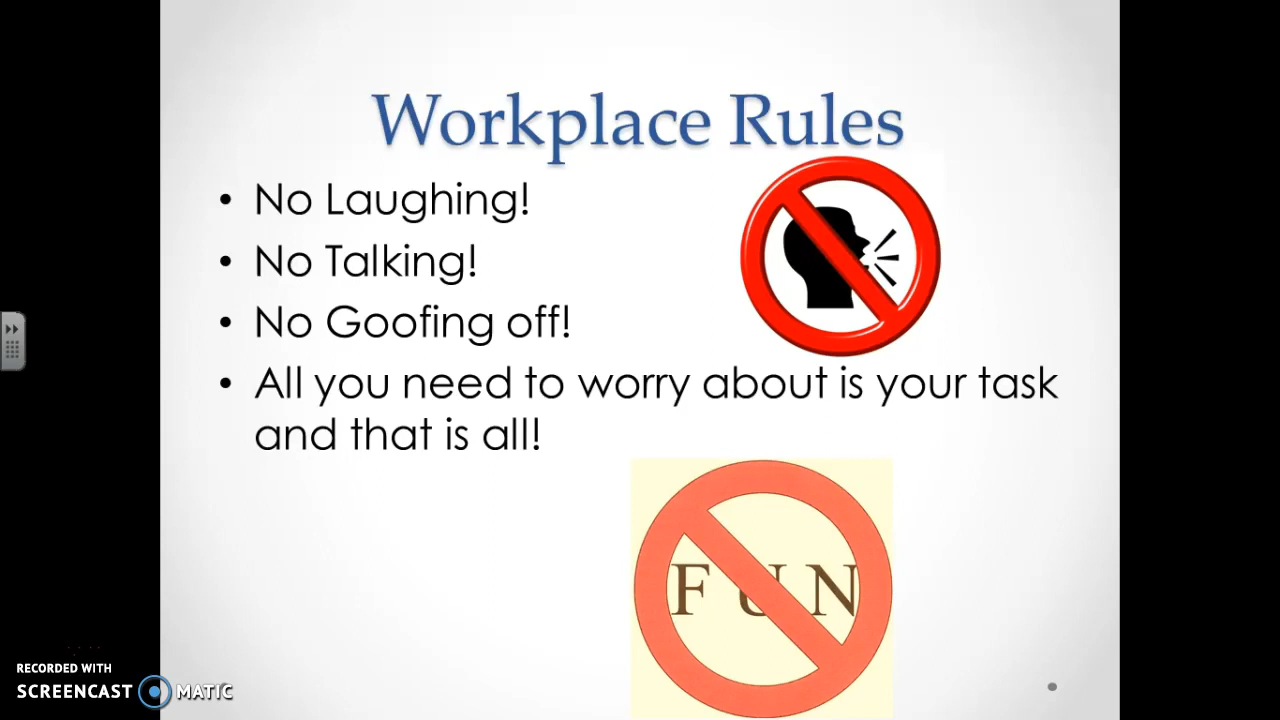 Workplace Rules
• No Laughing!
• No Talking!
• No Goofing off!
• All you need to worry about is your task
and that is all!
FUN
RECORDED WITH
SCREENCAST MATIC